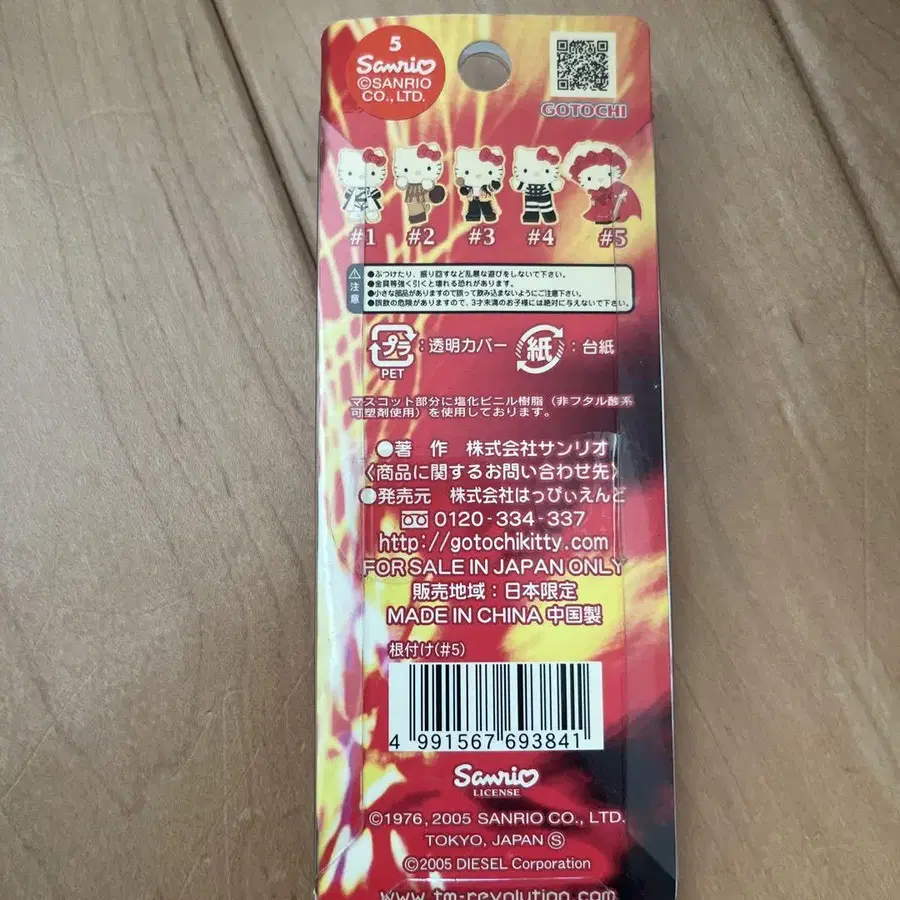 5
Sanrio
©SANRIO
CO., LTD.
GOTOCHI
#1 #2 #3 #4 #5
注意
●ぶつけたり、振り回すなど乱暴な遊びをしないで下さい。
●金具等強く引くと壊れる恐れがあります。
●小さな部品がありますので誤って飲み込まないようにご注意下さい。
●誤飲の危険がありますので、3才未満のお子様には絶対に与えないで下さい。
プラ:透明カバー 紙:台紙
PET
マスコット部分に塩化ビニル樹脂(非フタル酸系
可塑剤使用)を使用しております。
●著 作 株式会社サンリオ
〈商品に関するお問い合わせ先〉
●発売元 株式会社はっぴぃえんど
0120-334-337
http://gotochikitty.com
FOR SALE IN JAPAN ONLY
販売地域:日本限定
MADE IN CHINA 中国製
根付け(#5)
4 991567 693841
Sanrio
LICENSE
©1976, 2005 SANRIO CO., LTD.
TOKYO, JAPAN Ⓢ
©2005 DIESEL Corporation
www.tm-revolution.com